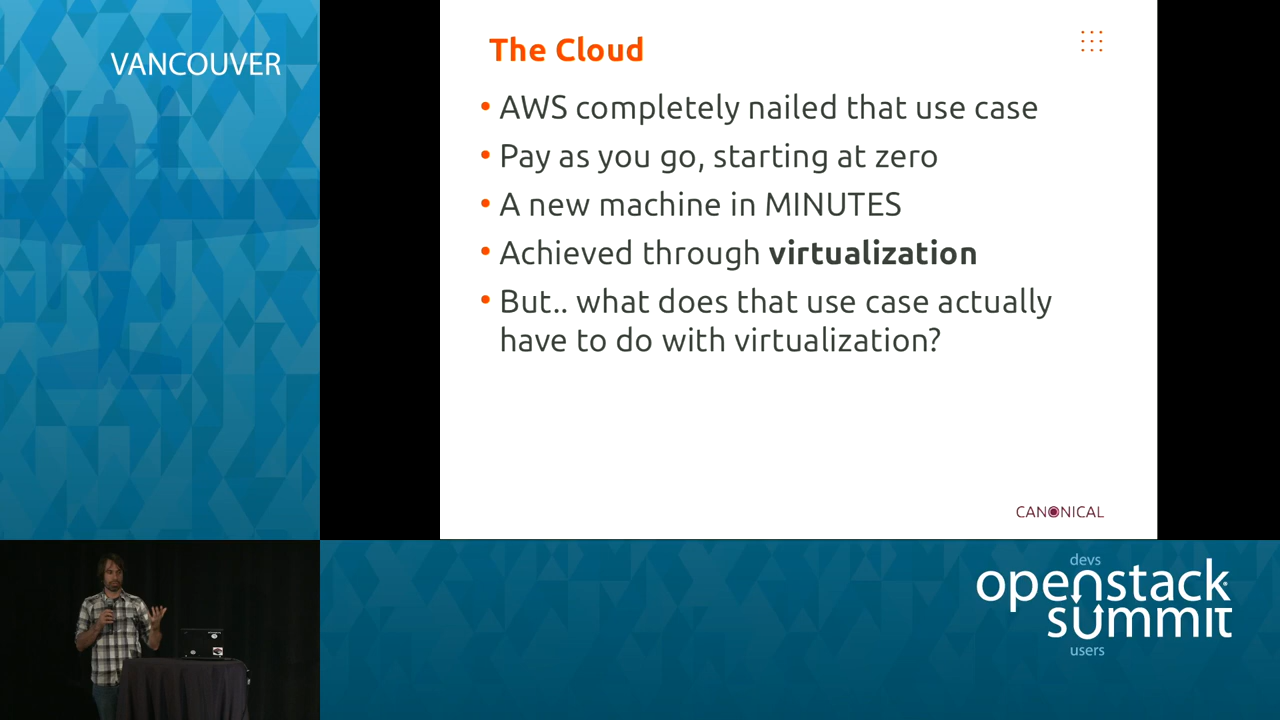 VANCOUVER
The Cloud
• AWS completely nailed that use case
• Pay as you go, starting at zero
• A new machine in MINUTES
• Achieved through virtualization
• But.. what does that use case actually
have to do with virtualization?
CANONICAL
devs
openstack
summit
users